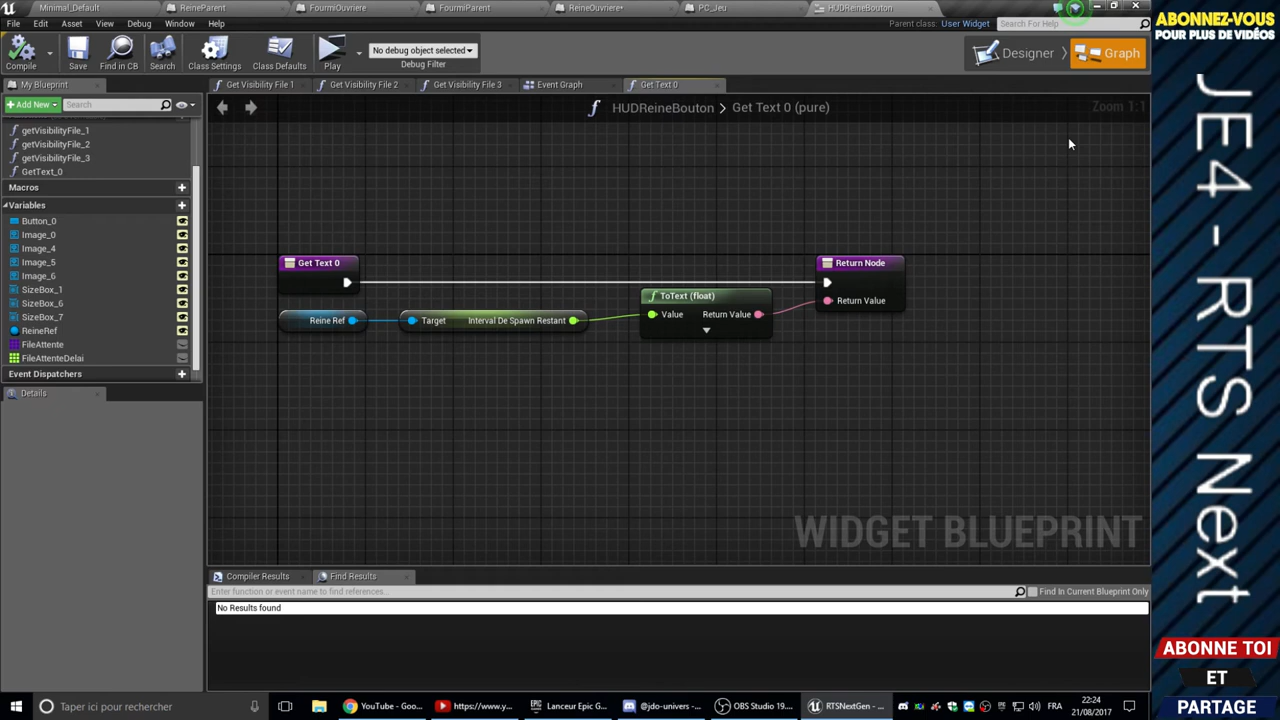 Minimal_Default
ReineParent
FourmiOuvriere
FourmiParent
ReineOuvriere*
PC_Jeu
HUDReineBouton
File Edit Asset View Debug Window Help
Parent class: User Widget
Search For Help
Compile
Save
Find in CB
Search
Class Settings
Class Defaults
Play
No debug object selected
Debug Filter
Designer
Graph
My Blueprint
Get Visibility File 1
Get Visibility File 2
Get Visibility File 3
Event Graph
Get Text 0
Add New
Search
HUDReineBouton > Get Text 0 (pure)
Zoom 1:1
getVisibilityFile_1
getVisibilityFile_2
getVisibilityFile_3
GetText_0
Macros
Variables
Button_0
Image_0
Image_4
Image_5
Image_6
SizeBox_1
SizeBox_6
SizeBox_7
ReineRef
FileAttente
FileAttenteDelai
Event Dispatchers
Details
Get Text 0
Reine Ref
Target Interval De Spawn Restant
ToText (float)
Value Return Value
Return Node
Return Value
WIDGET BLUEPRINT
Compiler Results
Find Results
Enter function or event name to find references...
Find In Current Blueprint Only
No Results found
Taper ici pour rechercher
YouTube - Goo...
https://www.y...
Lanceur Epic G...
@jdo-univers - ...
OBS Studio 19....
RTSNextGen - ...
FRA
22:24
21/08/2017
ABONNEZ-VOUS
POUR PLUS DE VIDÉOS
JE4 - RTS Next
ABONNE TOI
ET
PARTAGE